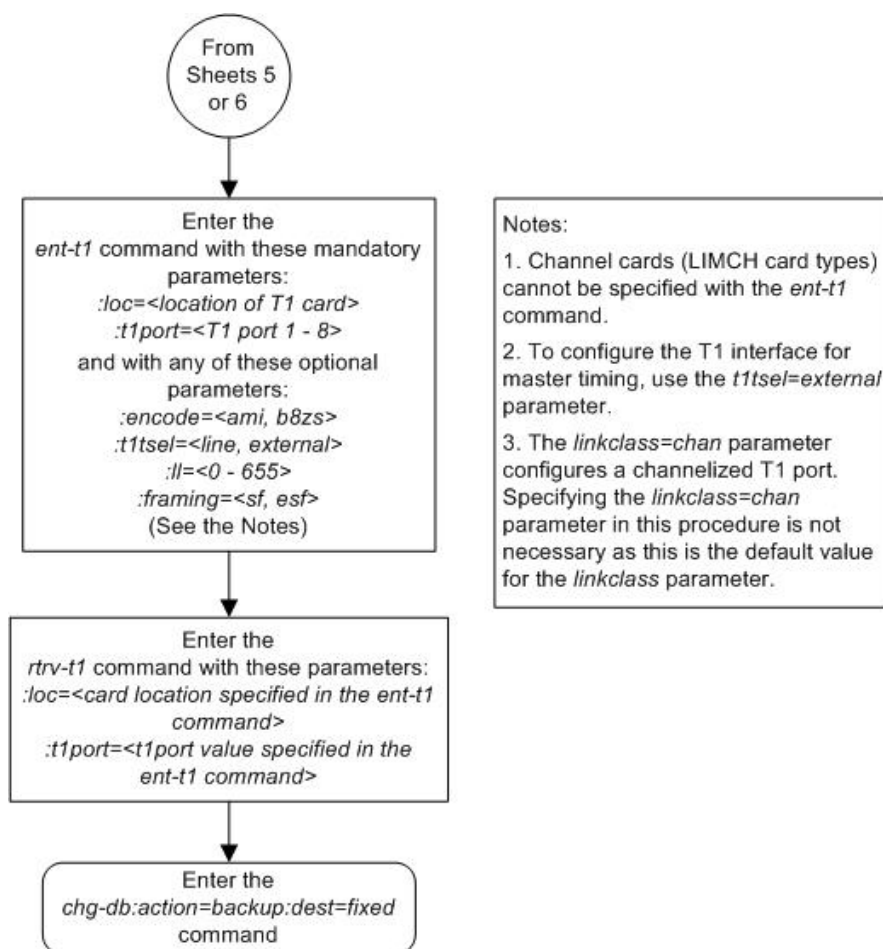 From
Sheets 5
or 6
Enter the
ent-t1 command with these mandatory
parameters:
:loc=<location of T1 card>
:t1port=<T1 port 1 - 8>
and with any of these optional
parameters:
:encode=<ami, b8zs>
:t1tsel=<line, external>
:ll=<0 - 655>
:framing=<sf, esf>
(See the Notes)
Notes:
1. Channel cards (LIMCH card types)
cannot be specified with the ent-t1
command.
2. To configure the T1 interface for
master timing, use the t1tsel=external
parameter.
3. The linkclass=chan parameter
configures a channelized T1 port.
Specifying the linkclass=chan
parameter in this procedure is not
necessary as this is the default value
for the linkclass parameter.
Enter the
rtrv-t1 command with these parameters:
:loc=<card location specified in the ent-t1
command>
:t1port=<t1port value specified in the
ent-t1 command>
Enter the
chg-db:action=backup:dest=fixed
command